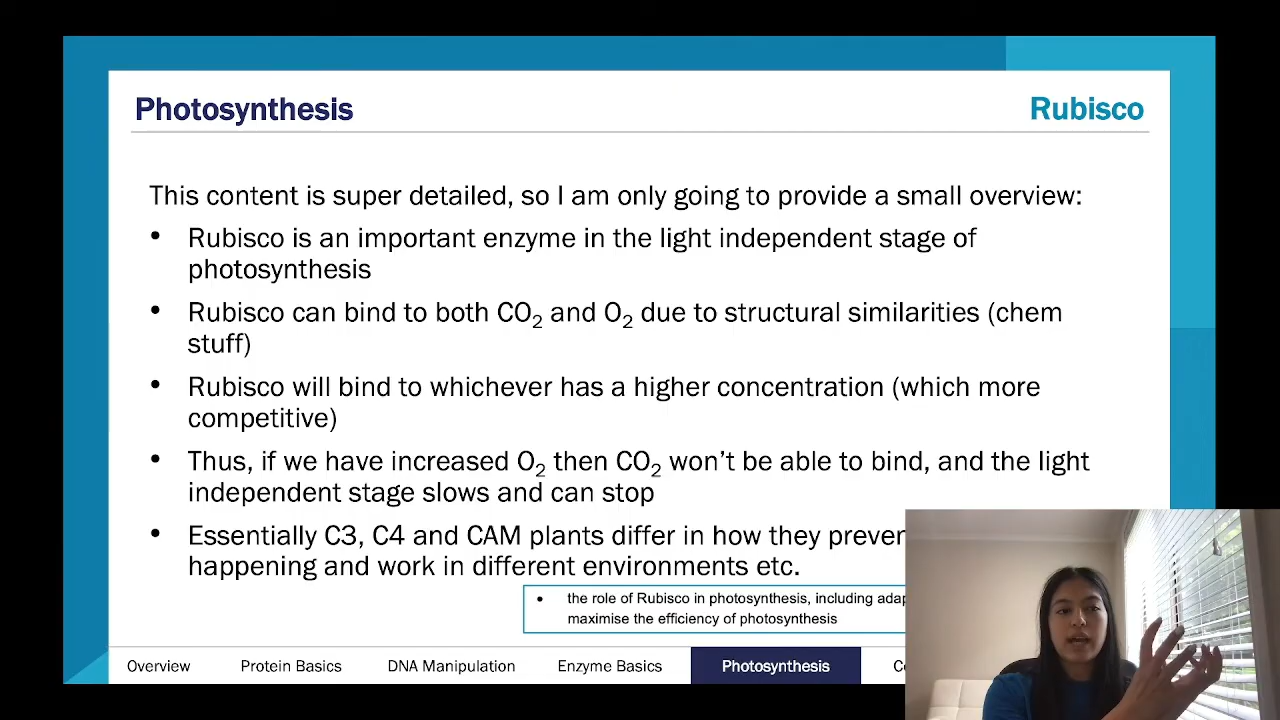 Photosynthesis
Rubisco
This content is super detailed, so I am only going to provide a small overview:
• Rubisco is an important enzyme in the light independent stage of
photosynthesis
• Rubisco can bind to both CO₂ and O₂ due to structural similarities (chem
stuff)
• Rubisco will bind to whichever has a higher concentration (which more
competitive)
• Thus, if we have increased O₂ then CO₂ won't be able to bind, and the light
independent stage slows and can stop
• Essentially C3, C4 and CAM plants differ in how they
happening and work in different environments etc.
• the role of Rubisco in photosynthesis, including
maximise the efficiency of photosynthesis
Overview Protein Basics DNA Manipulation Enzyme Basics Photosynthesis